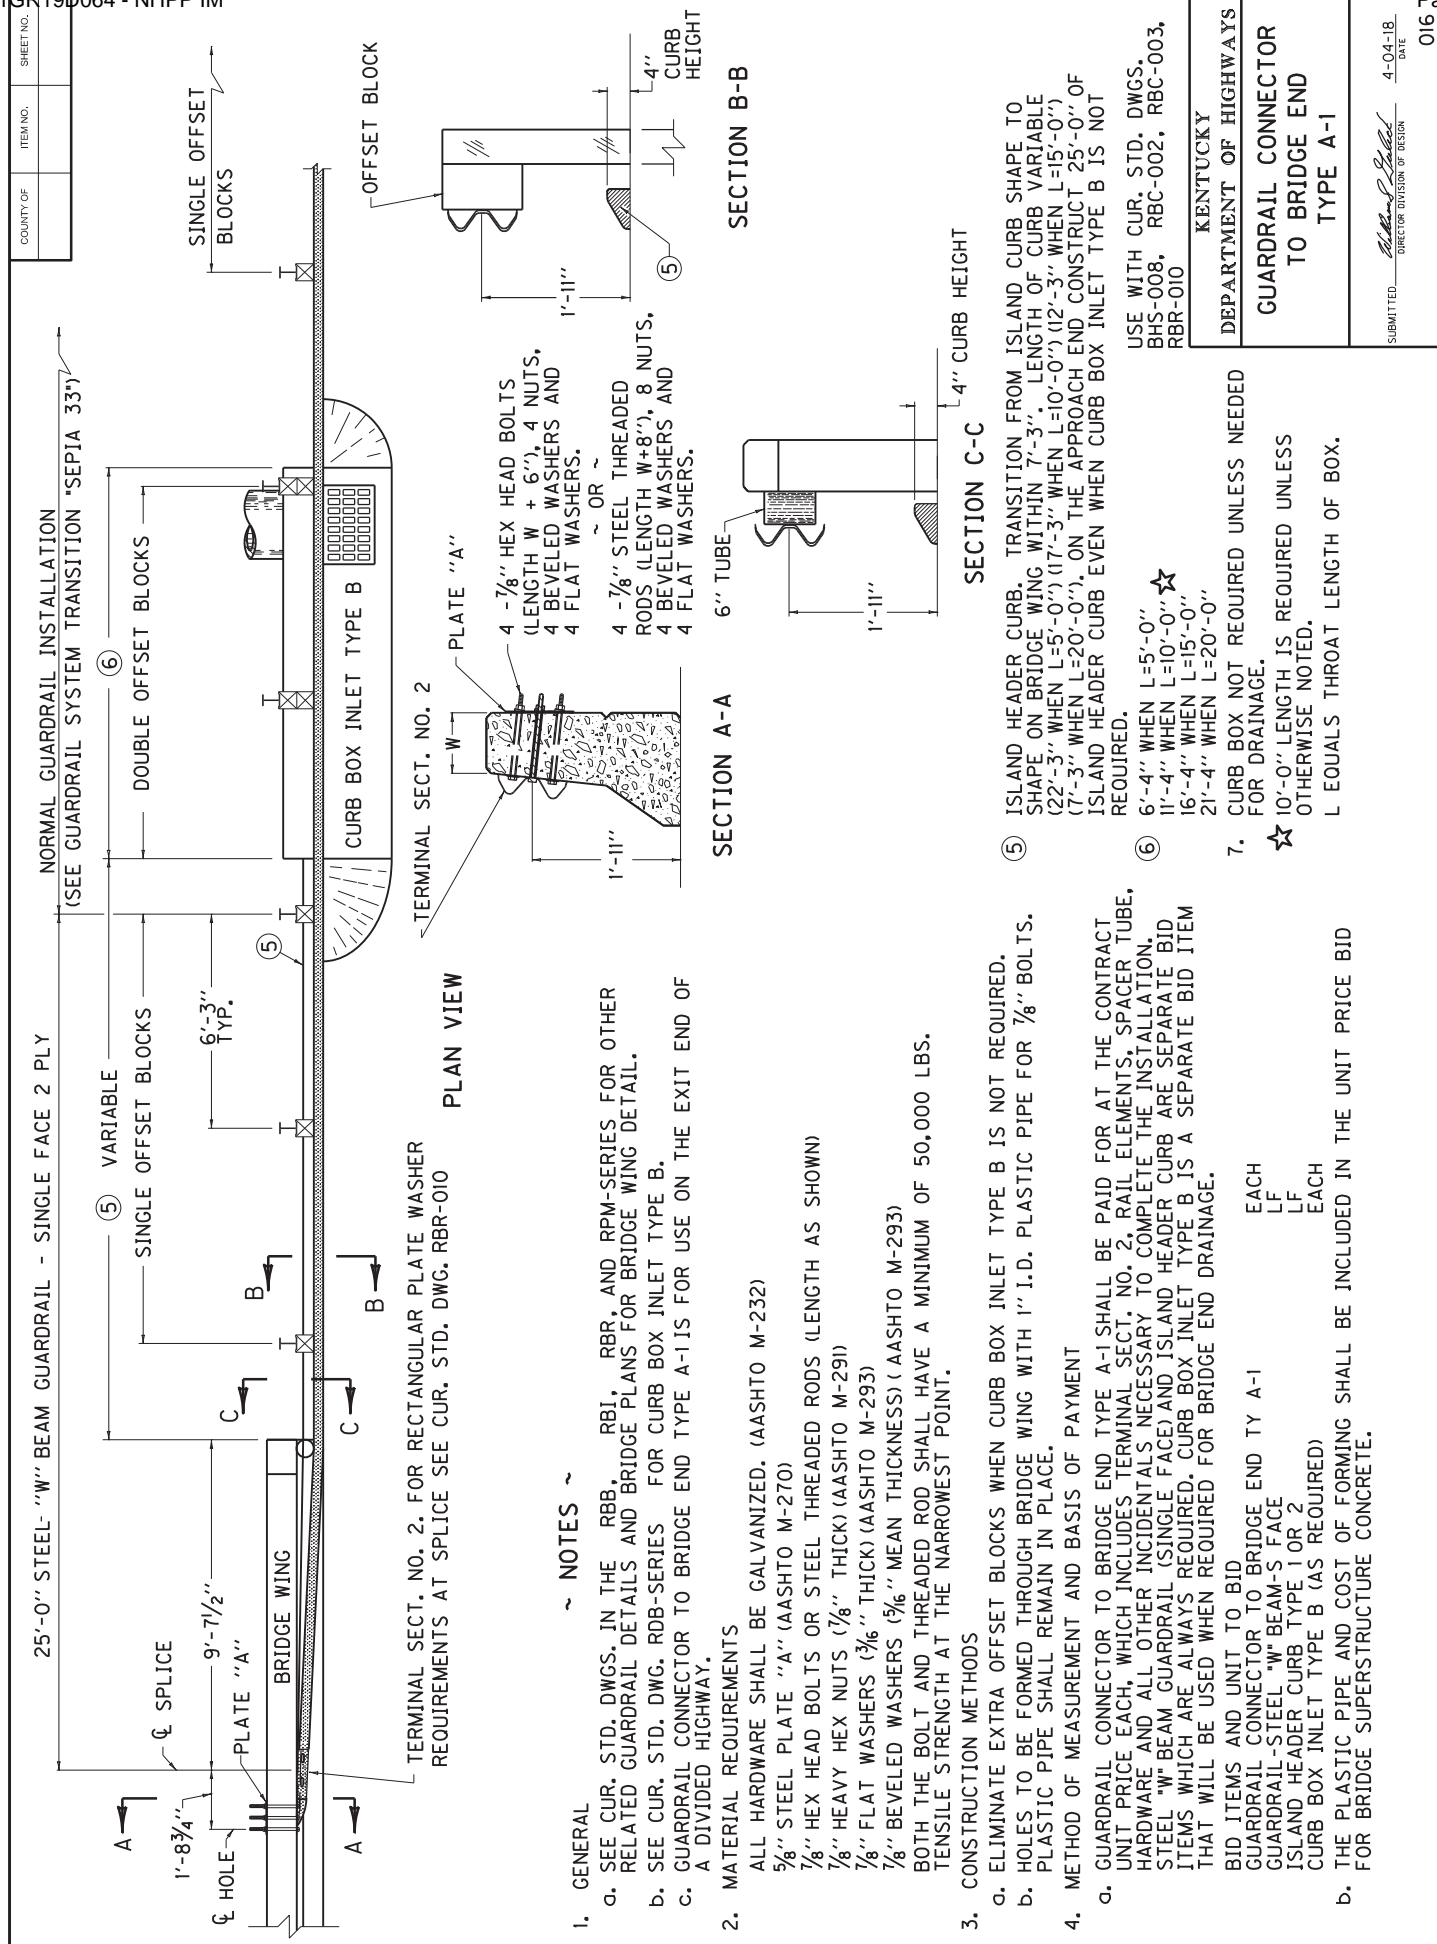 1GR19D064 - NHPP IM
COUNTY OF
ITEM NO.
SHEET NO.
25'-0" STEEL-"W" BEAM GUARDRAIL - SINGLE FACE 2 PLY
NORMAL GUARDRAIL INSTALLATION
(SEE GUARDRAIL SYSTEM TRANSITION "SEPIA 33")
5 VARIABLE
6
SINGLE OFFSET BLOCKS
DOUBLE OFFSET BLOCKS
SINGLE OFFSET
BLOCKS
℄ SPLICE
9'-7 1/2"
1'-8 3/4"
PLATE "A"
℄ HOLE
A
A
BRIDGE WING
C
C
B
B
6'-3"
TYP.
5
CURB BOX INLET TYPE B
TERMINAL SECT. NO. 2. FOR RECTANGULAR PLATE WASHER
REQUIREMENTS AT SPLICE SEE CUR. STD. DWG. RBR-010
PLAN VIEW
TERMINAL SECT. NO. 2
PLATE "A"
W
1'-11"
SECTION A-A
4 - 7/8" HEX HEAD BOLTS
(LENGTH W + 6"), 4 NUTS,
4 BEVELED WASHERS AND
4 FLAT WASHERS.
~ OR ~
4 - 7/8" STEEL THREADED
RODS (LENGTH W+8"), 8 NUTS,
4 BEVELED WASHERS AND
4 FLAT WASHERS.
OFFSET BLOCK
1'-11"
5
4"
CURB
HEIGHT
SECTION B-B
6" TUBE
1'-11"
4" CURB HEIGHT
SECTION C-C
~ NOTES ~
1. GENERAL
a. SEE CUR. STD. DWGS. IN THE RBB, RBI, RBR, AND RPM-SERIES FOR OTHER
RELATED GUARDRAIL DETAILS AND BRIDGE PLANS FOR BRIDGE WING DETAIL.
b. SEE CUR. STD. DWG. RDB-SERIES FOR CURB BOX INLET TYPE B.
c. GUARDRAIL CONNECTOR TO BRIDGE END TYPE A-1 IS FOR USE ON THE EXIT END OF
A DIVIDED HIGHWAY.
2. MATERIAL REQUIREMENTS
ALL HARDWARE SHALL BE GALVANIZED. (AASHTO M-232)
5/8" STEEL PLATE "A" (AASHTO M-270)
7/8" HEX HEAD BOLTS OR STEEL THREADED RODS (LENGTH AS SHOWN)
7/8" HEAVY HEX NUTS (7/8" THICK) (AASHTO M-291)
7/8" FLAT WASHERS (3/16" THICK) (AASHTO M-293)
7/8" BEVELED WASHERS (5/16" MEAN THICKNESS) ( AASHTO M-293)
BOTH THE BOLT AND THREADED ROD SHALL HAVE A MINIMUM OF 50,000 LBS.
TENSILE STRENGTH AT THE NARROWEST POINT.
3. CONSTRUCTION METHODS
a. ELIMINATE EXTRA OFFSET BLOCKS WHEN CURB BOX INLET TYPE B IS NOT REQUIRED.
b. HOLES TO BE FORMED THROUGH BRIDGE WING WITH 1" I.D. PLASTIC PIPE FOR 7/8" BOLTS.
PLASTIC PIPE SHALL REMAIN IN PLACE.
4. METHOD OF MEASUREMENT AND BASIS OF PAYMENT
a. GUARDRAIL CONNECTOR TO BRIDGE END TYPE A-1 SHALL BE PAID FOR AT THE CONTRACT
UNIT PRICE EACH, WHICH INCLUDES TERMINAL SECT. NO. 2, RAIL ELEMENTS, SPACER TUBE,
HARDWARE AND ALL OTHER INCIDENTALS NECESSARY TO COMPLETE THE INSTALLATION.
STEEL "W" BEAM GUARDRAIL (SINGLE FACE) AND ISLAND HEADER CURB ARE SEPARATE BID
ITEMS WHICH ARE ALWAYS REQUIRED. CURB BOX INLET TYPE B IS A SEPARATE BID ITEM
THAT WILL BE USED WHEN REQUIRED FOR BRIDGE END DRAINAGE.
BID ITEMS AND UNIT TO BID
GUARDRAIL CONNECTOR TO BRIDGE END TY A-1 EACH
GUARDRAIL-STEEL "W" BEAM-S FACE LF
ISLAND HEADER CURB TYPE 1 OR 2 LF
CURB BOX INLET TYPE B (AS REQUIRED) EACH
b. THE PLASTIC PIPE AND COST OF FORMING SHALL BE INCLUDED IN THE UNIT PRICE BID
FOR BRIDGE SUPERSTRUCTURE CONCRETE.
5 ISLAND HEADER CURB. TRANSITION FROM ISLAND CURB SHAPE TO
SHAPE ON BRIDGE WING WITHIN 7'-3". LENGTH OF CURB VARIABLE
(22'-3" WHEN L=5'-0") (17'-3" WHEN L=10'-0") (12'-3" WHEN L=15'-0")
(7'-3" WHEN L=20'-0"). ON THE APPROACH END CONSTRUCT 25'-0" OF
ISLAND HEADER CURB EVEN WHEN CURB BOX INLET TYPE B IS NOT
REQUIRED.
6 6'-4" WHEN L=5'-0"
11'-4" WHEN L=10'-0" ☆
16'-4" WHEN L=15'-0"
21'-4" WHEN L=20'-0"
7. CURB BOX NOT REQUIRED UNLESS NEEDED
FOR DRAINAGE.
☆ 10'-0" LENGTH IS REQUIRED UNLESS
OTHERWISE NOTED.
L EQUALS THROAT LENGTH OF BOX.
USE WITH CUR. STD. DWGS.
BHS-008, RBC-002, RBC-003,
RBR-010
KENTUCKY
DEPARTMENT OF HIGHWAYS
GUARDRAIL CONNECTOR
TO BRIDGE END
TYPE A-1
SUBMITTED
DIRECTOR DIVISION OF DESIGN
4-04-18
DATE
016